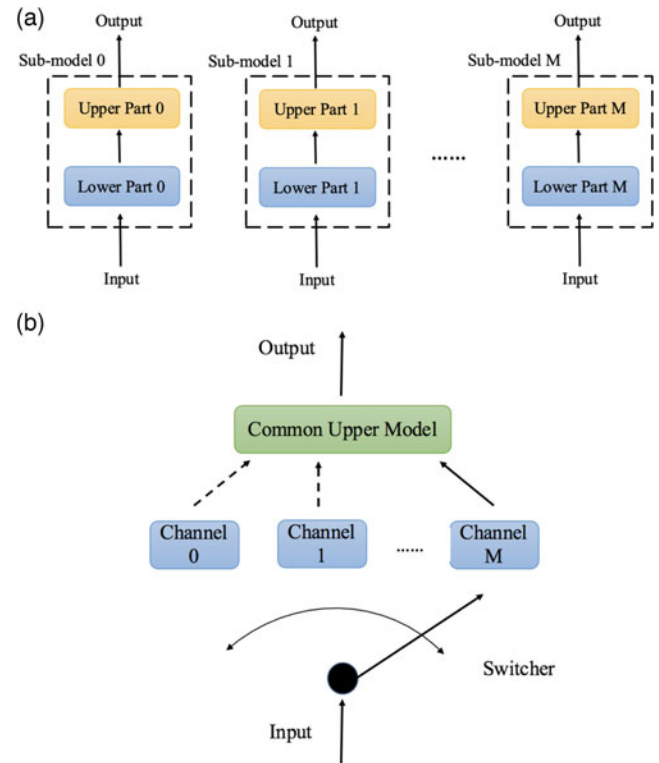 (a)
Output
Output
Output
Sub-model 0
Sub-model 1
Sub-model M
Upper Part 0
Upper Part 1
Upper Part M
......
Lower Part 0
Lower Part 1
Lower Part M
Input
Input
Input
(b)
Output
Common Upper Model
Channel
0
Channel
1
......
Channel
M
Switcher
Input